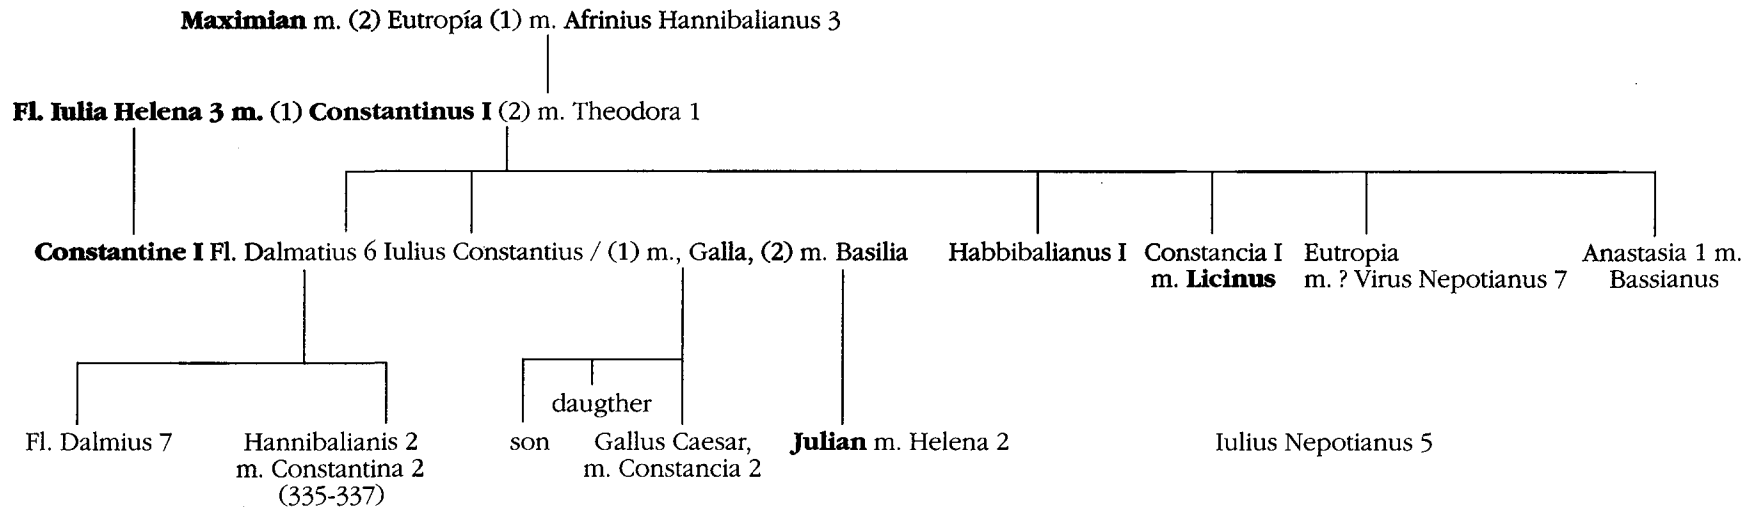 Maximian m. (2) Eutropía (1) m. Afrinius Hannibalianus 3
Fl. Iulia Helena 3 m. (1) Constantinus I (2) m. Theodora 1
Constantine I Fl. Dalmatius 6 Iulius Constantius / (1) m., Galla, (2) m. Basilia Habbibalianus I Constancia I Eutropia Anastasia 1 m.
m. Licinus m. ? Virus Nepotianus 7 Bassianus
daugther
Fl. Dalmius 7 Hannibalianis 2 son Gallus Caesar, Julian m. Helena 2 Iulius Nepotianus 5
m. Constantina 2 m. Constancia 2
(335-337)